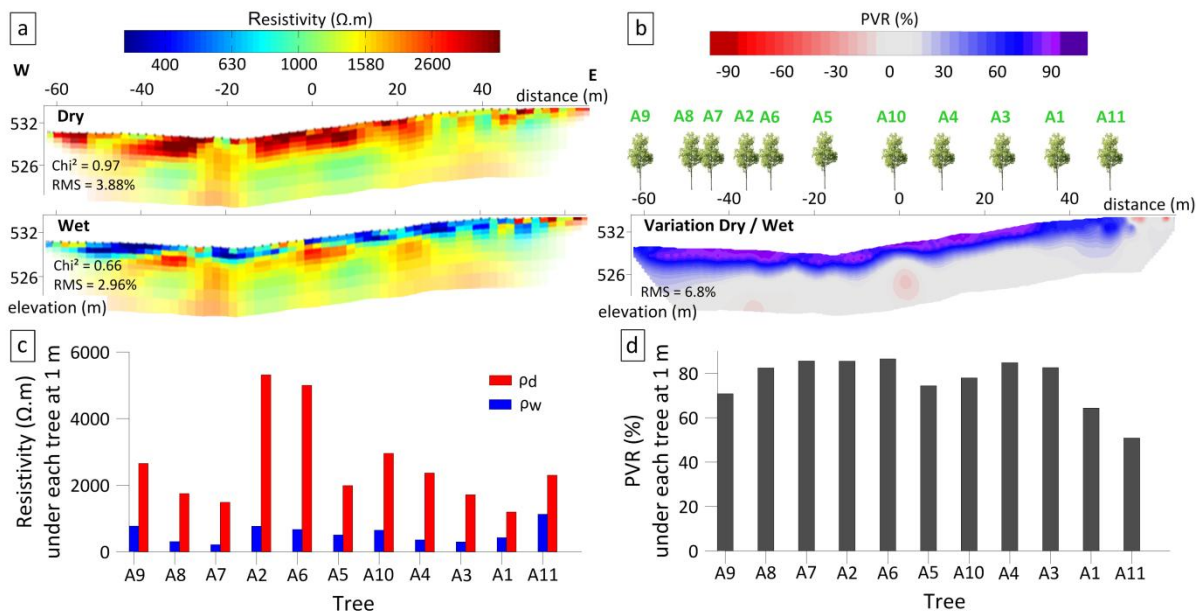 a
Resistivity (Ω.m)
400 630 1000 1580 2600
W E
-60 -40 -20 0 20 40 distance (m)
Dry
532
526
Chi² = 0.97
RMS = 3.88%
Wet
532
526
Chi² = 0.66
RMS = 2.96%
elevation (m)
b
PVR (%)
-90 -60 -30 0 30 60 90
A9 A8 A7 A2 A6 A5 A10 A4 A3 A1 A11
-60 -40 -20 0 20 40 distance (m)
Variation Dry / Wet
532
526
RMS = 6.8%
elevation (m)
c
Resistivity (Ω.m)
under each tree at 1 m
6000
4000
2000
0
ρd
ρw
A9 A8 A7 A2 A6 A5 A10 A4 A3 A1 A11
Tree
d
PVR (%)
under each tree at 1 m
80
60
40
20
0
A9 A8 A7 A2 A6 A5 A10 A4 A3 A1 A11
Tree